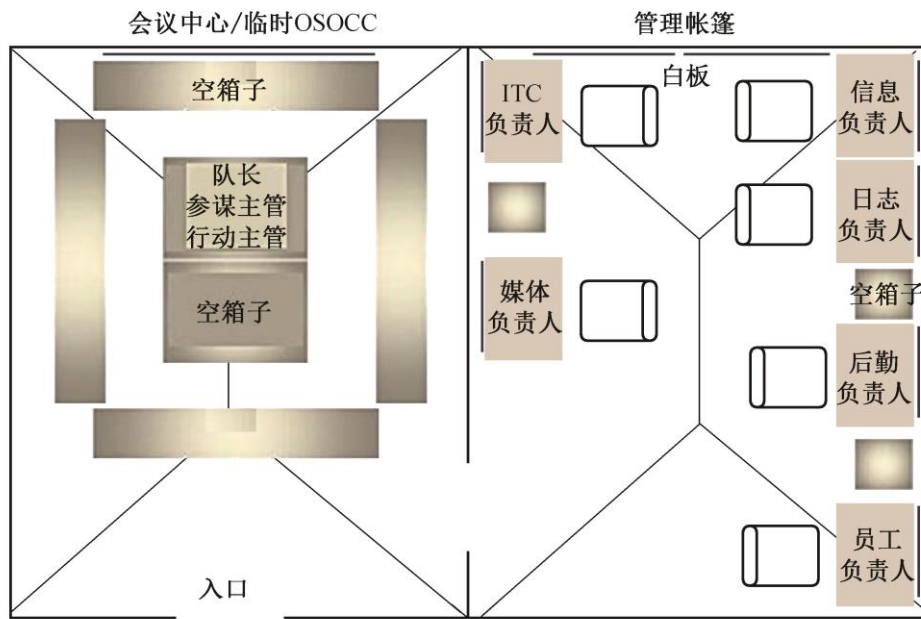 会议中心/临时OSOCC
管理帐篷
空箱子
队长
参谋主管
行动主管
空箱子
入口
白板
ITC
负责人
媒体
负责人
信息
负责人
日志
负责人
空箱子
后勤
负责人
员工
负责人